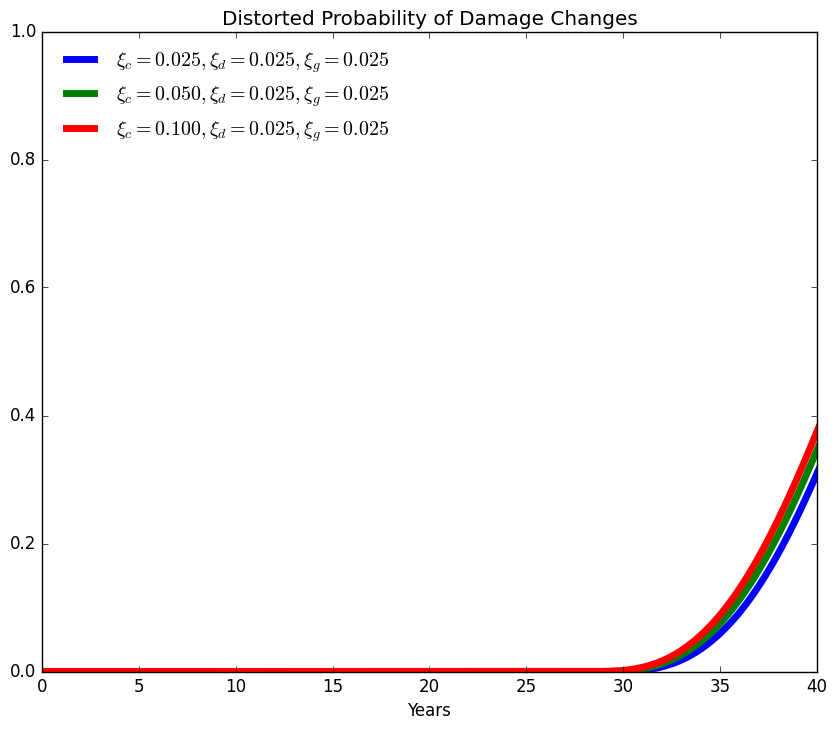 Distorted Probability of Damage Changes
1.0
ξc = 0.025, ξd = 0.025, ξg = 0.025
ξc = 0.050, ξd = 0.025, ξg = 0.025
ξc = 0.100, ξd = 0.025, ξg = 0.025
0.8
0.6
0.4
0.2
0.0
0 5 10 15 20 25 30 35 40
Years